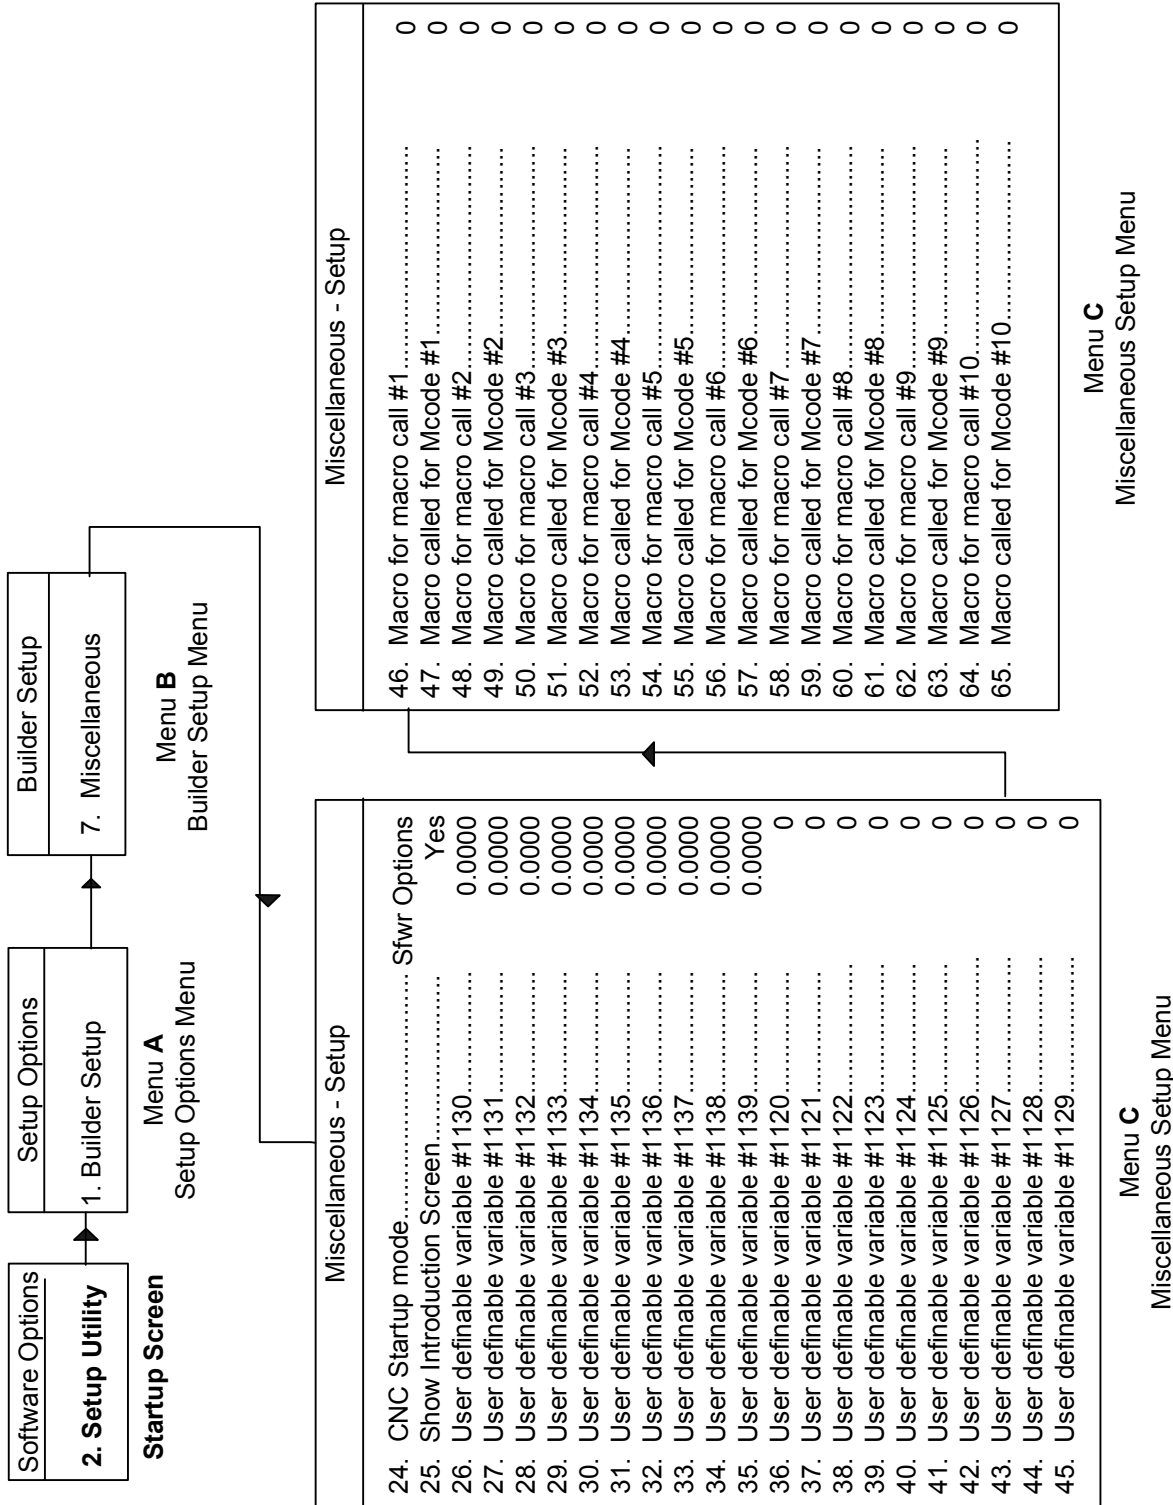 Software Options
2. Setup Utility
Startup Screen
Setup Options
1. Builder Setup
Menu A
Setup Options Menu
Builder Setup
7. Miscellaneous
Menu B
Builder Setup Menu
Miscellaneous - Setup
24. CNC Startup mode................................ Sfwr Options
25. Show Introduction Screen...................... Yes
26. User definable variable #1130................ 0.0000
27. User definable variable #1131................ 0.0000
28. User definable variable #1132................ 0.0000
29. User definable variable #1133................ 0.0000
30. User definable variable #1134................ 0.0000
31. User definable variable #1135................ 0.0000
32. User definable variable #1136................ 0.0000
33. User definable variable #1137................ 0.0000
34. User definable variable #1138................ 0.0000
35. User definable variable #1139................ 0.0000
36. User definable variable #1120................ 0
37. User definable variable #1121................ 0
38. User definable variable #1122................ 0
39. User definable variable #1123................ 0
40. User definable variable #1124................ 0
41. User definable variable #1125................ 0
42. User definable variable #1126................ 0
43. User definable variable #1127................ 0
44. User definable variable #1128................ 0
45. User definable variable #1129................ 0
Menu C
Miscellaneous Setup Menu
Miscellaneous - Setup
46. Macro for macro call #1............................. 0
47. Macro called for Mcode #1........................ 0
48. Macro for macro call #2............................. 0
49. Macro called for Mcode #2........................ 0
50. Macro for macro call #3............................. 0
51. Macro called for Mcode #3........................ 0
52. Macro for macro call #4............................. 0
53. Macro called for Mcode #4........................ 0
54. Macro for macro call #5............................. 0
55. Macro called for Mcode #5........................ 0
56. Macro for macro call #6............................. 0
57. Macro called for Mcode #6........................ 0
58. Macro for macro call #7............................. 0
59. Macro called for Mcode #7........................ 0
60. Macro for macro call #8............................. 0
61. Macro called for Mcode #8........................ 0
62. Macro for macro call #9............................. 0
63. Macro called for Mcode #9........................ 0
64. Macro for macro call #10........................... 0
65. Macro called for Mcode #10...................... 0
Menu C
Miscellaneous Setup Menu